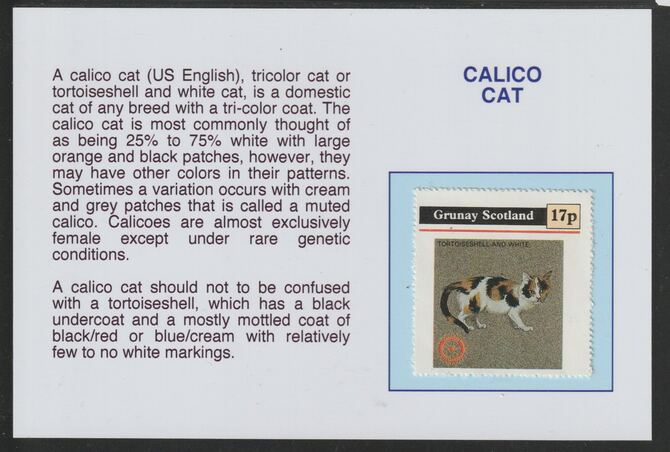 A calico cat (US English), tricolor cat or
tortoiseshell and white cat, is a domestic
cat of any breed with a tri-color coat. The
calico cat is most commonly thought of
as being 25% to 75% white with large
orange and black patches, however, they
may have other colors in their patterns.
Sometimes a variation occurs with cream
and grey patches that is called a muted
calico. Calicoes are almost exclusively
female except under rare genetic
conditions.
A calico cat should not to be confused
with a tortoiseshell, which has a black
undercoat and a mostly mottled coat of
black/red or blue/cream with relatively
few to no white markings.
CALICO
CAT
Grunay Scotland 17p
TORTOISESHELL AND WHITE